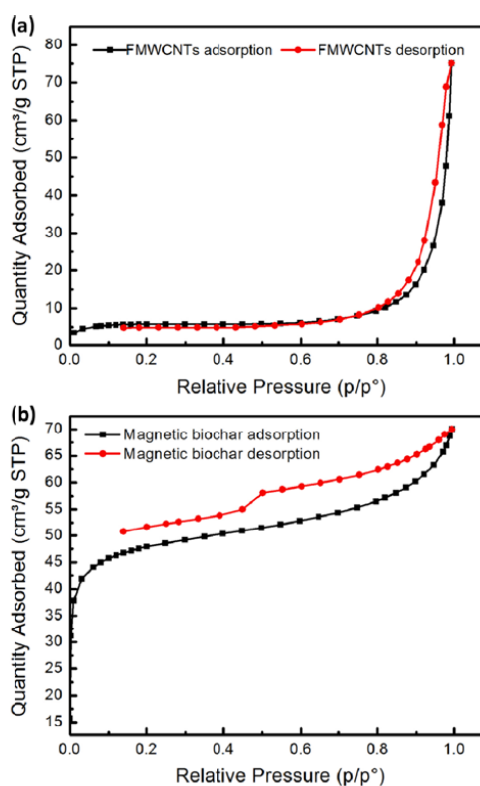 (a)
80
75
70
60
50
40
30
20
10
0
FMWCNTs adsorption FMWCNTs desorption
Quantity Adsorbed (cm³/g STP)
0.0 0.2 0.4 0.6 0.8 1.0
Relative Pressure (p/p°)
(b)
70
65
60
55
50
45
40
35
30
25
20
15
Magnetic biochar adsorption
Magnetic biochar desorption
Quantity Adsorbed (cm³/g STP)
0.0 0.2 0.4 0.6 0.8 1.0
Relative Pressure (p/p°)